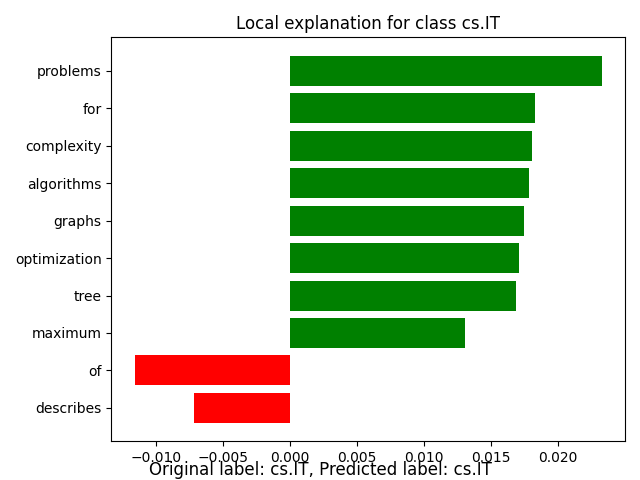 Local explanation for class cs.IT
problems
for
complexity
algorithms
graphs
optimization
tree
maximum
of
describes
−0.010 −0.005 0.000 0.005 0.010 0.015 0.020
Original label: cs.IT, Predicted label: cs.IT